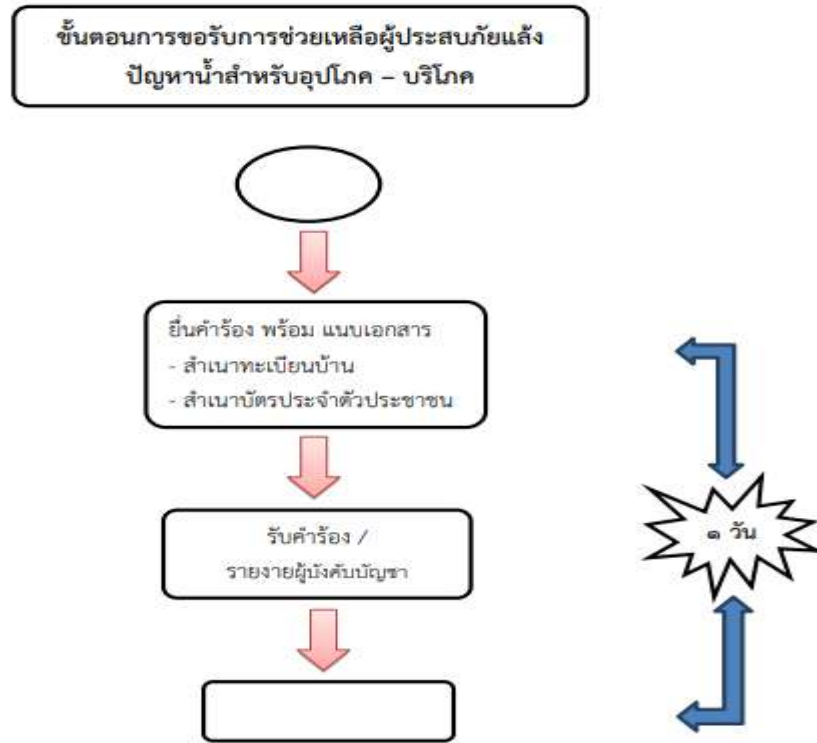 ขั้นตอนการขอรับการช่วยเหลือผู้ประสบภัยแล้ง
ปัญหาน้ำสำหรับอุปโภค – บริโภค
ยื่นคำร้อง พร้อม แนบเอกสาร
- สำเนาทะเบียนบ้าน
- สำเนาบัตรประจำตัวประชาชน
รับคำร้อง /
รายงายผู้บังคับบัญชา
๑ วัน